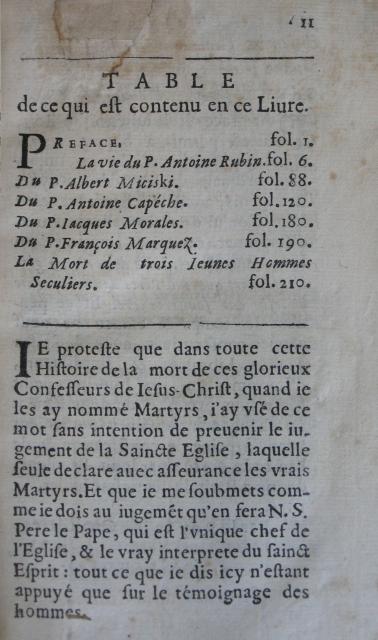 11
TABLE
de ce qui eſt contenu en ce Liure.
PREFACE. fol. 1.
La vie du P. Antoine Rubin. fol. 6.
Du P. Albert Miciski. fol. 88.
Du P. Antoine Capéche. fol. 120.
Du P. Iacques Morales. fol. 180.
Du P. François Marquez. fol. 190.
La Mort de trois Ieunes Hommes
Seculiers. fol. 210.
IE proteſte que dans toute cette
Hiſtoire de la mort de ces glorieux
Confeſſeurs de Ieſus-Chriſt, quand ie
les ay nommé Martyrs, i'ay vſé de ce
mot ſans intention de preuenir le iu-
gement de la Saincte Egliſe, laquelle
ſeule declare auec aſſeurance les vrais
Martyrs. Et que ie me ſoubmets com-
me ie dois au iugemēt qu'en fera N. S.
Pere le Pape, qui eſt l'vnique chef de
l'Egliſe, & le vray interprete du ſainct
Eſprit : tout ce que ie dis icy n'eſtant
appuyé que ſur le témoignage des
hommes.